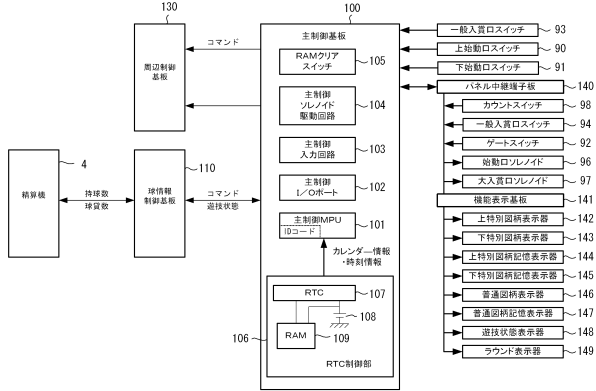 130
周辺制御
基板
コマンド
4
精算機
持球数
球貸数
110
球情報
制御基板
コマンド
遊技状態
100
主制御基板
RAMクリア
スイッチ
105
主制御
ソレノイド
駆動回路
104
主制御
入力回路
103
主制御
I/Oポート
102
主制御MPU
IDコード
101
カレンダー情報
・時刻情報
RTC
107
108
RAM
109
106
RTC制御部
一般入賞口スイッチ
93
上始動口スイッチ
90
下始動口スイッチ
91
パネル中継端子板
140
カウントスイッチ
98
一般入賞口スイッチ
94
ゲートスイッチ
92
始動口ソレノイド
96
大入賞口ソレノイド
97
機能表示基板
141
上特別図柄表示器
142
下特別図柄表示器
143
上特別図柄記憶表示器
144
下特別図柄記憶表示器
145
普通図柄表示器
146
普通図柄記憶表示器
147
遊技状態表示器
148
ラウンド表示器
149